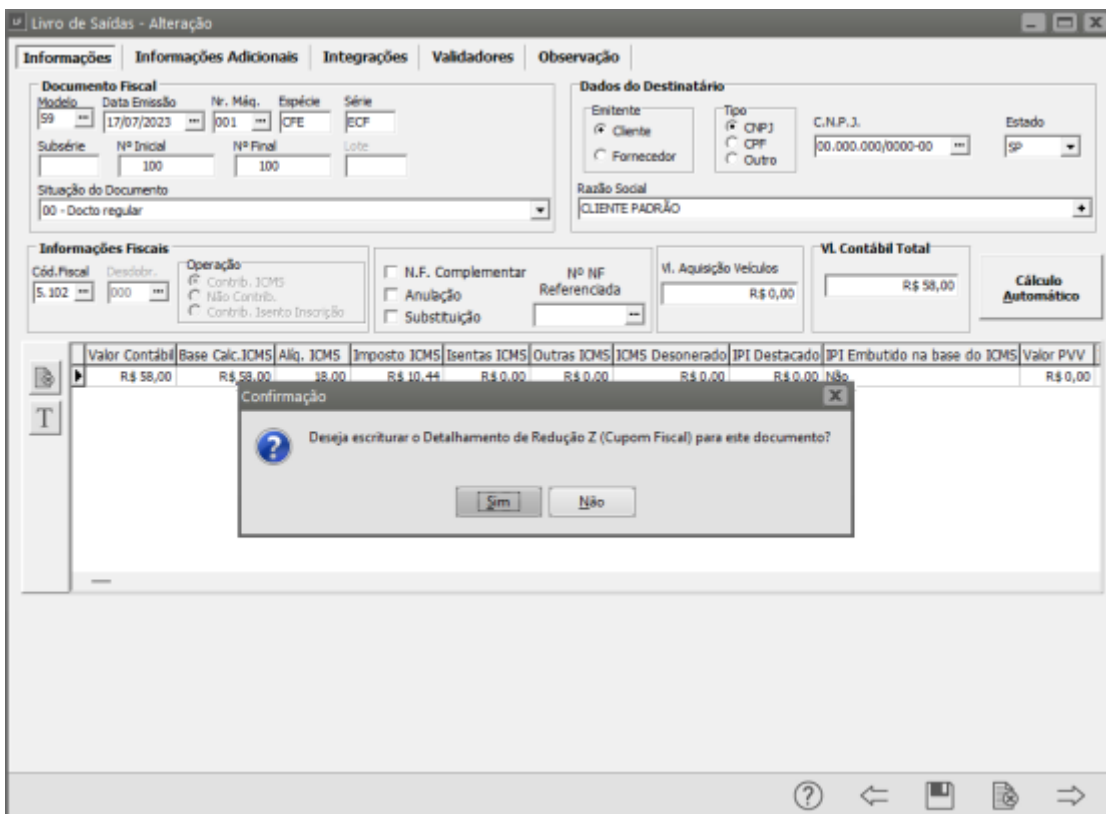 Livro de Saídas - Alteração
Informações Informações Adicionais Integrações Validadores Observação
Documento Fiscal
Modelo Data Emissão Nr. Máq. Espécie Série
59 ... 17/07/2023 ... 001 ... CFE ECF
Subsérie Nº Inicial Nº Final Lote
100 100
Situação do Documento
00 - Docto regular
Dados do Destinatário
Emitente Tipo C.N.P.J. Estado
Cliente CNPJ 00.000.000/0000-00 ... SP
Fornecedor CPF
Outro
Razão Social
CLIENTE PADRÃO
Informações Fiscais
Cód.Fiscal Desdobr. Operação
5.102 ... 000 ... Contrib. ICMS
Não Contrib.
Contrib. Isento Inscrição
N.F. Complementar Nº NF Referenciada
Anulação
Substituição ...
Vl. Aquisição Veículos
R$ 0,00
Vl. Contábil Total
R$ 58,00
Cálculo Automático
Valor Contábil Base Calc.ICMS Alíq. ICMS Imposto ICMS Isentas ICMS Outras ICMS ICMS Desonerado IPI Destacado IPI Embutido na base do ICMS Valor PVV
R$ 58,00 R$ 58,00 18,00 R$ 10,44 R$ 0,00 R$ 0,00 R$ 0,00 R$ 0,00 Não R$ 0,00
T
Confirmação
Deseja escriturar o Detalhamento de Redução Z (Cupom Fiscal) para este documento?
Sim Não